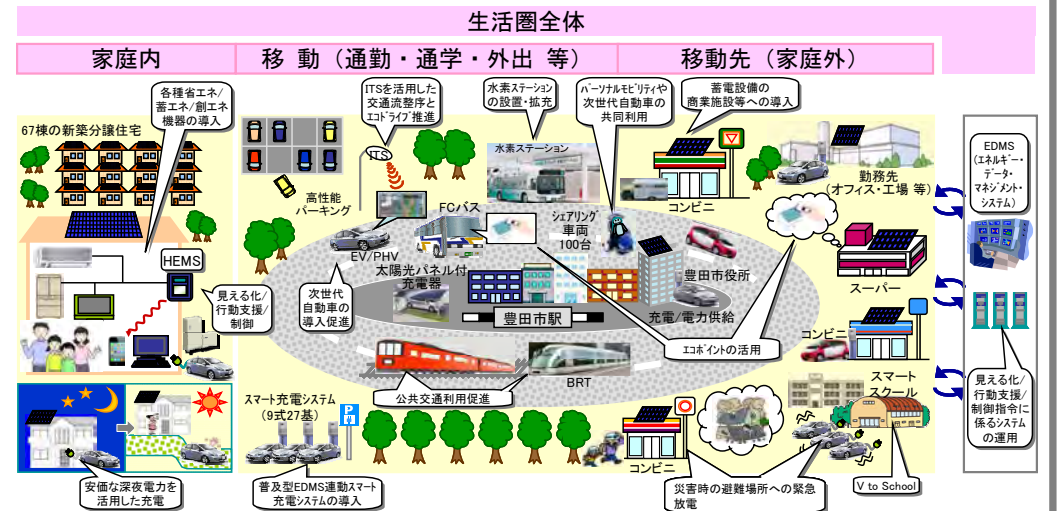 生活圏全体
家庭内
移 動（通勤・通学・外出 等）
移動先（家庭外）
各種省エネ/
蓄エネ/創エネ
機器の導入
67棟の新築分譲住宅
HEMS
見える化/
行動支援/
制御
安価な深夜電力を
活用した充電
ITSを活用した
交通流整序と
エコドライブ推進
ITS
高性能
パーキング
水素ステーション
の設置・拡充
水素ステーション
パーソナルモビリティや
次世代自動車の
共同利用
FCバス
シェアリング
車両
100台
EV/PHV
太陽光パネル付
充電器
次世代
自動車の
導入促進
豊田市駅
豊田市役所
充電/電力供給
エコポイントの活用
公共交通利用促進
BRT
スマート充電システム
（9式27基）
P
普及型EDMS連動スマート
充電システムの導入
蓄電設備の
商業施設等への導入
コンビニ
勤務先
（オフィス・工場 等）
スーパー
コンビニ
スマート
スクール
コンビニ
災害時の避難場所への緊急
放電
V to School
EDMS
（エネルギー・
データ・
マネジメント・
システム）
見える化/
行動支援/
制御指令に
係るシステム
の運用